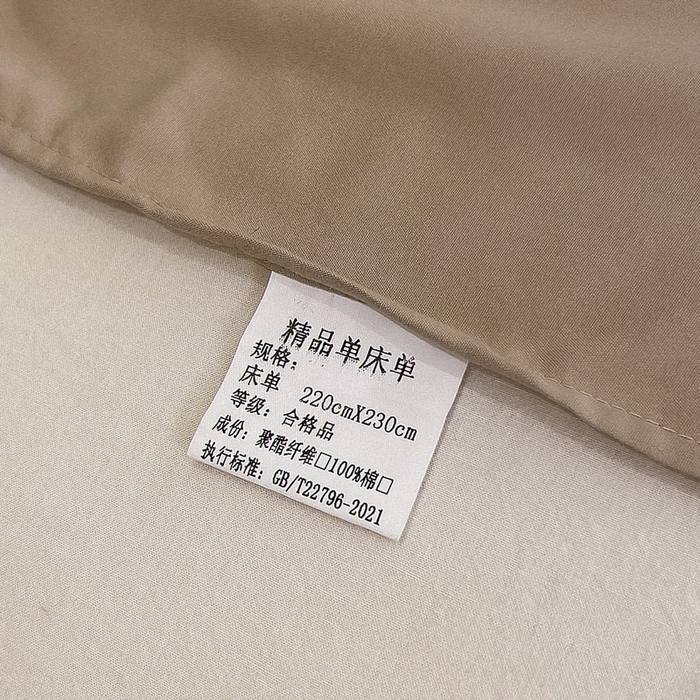 精品单床单
规格：
床单 220cmX230cm
等级：合格品
成份：聚酯纤维□100%棉□
执行标准：GB/T22796-2021